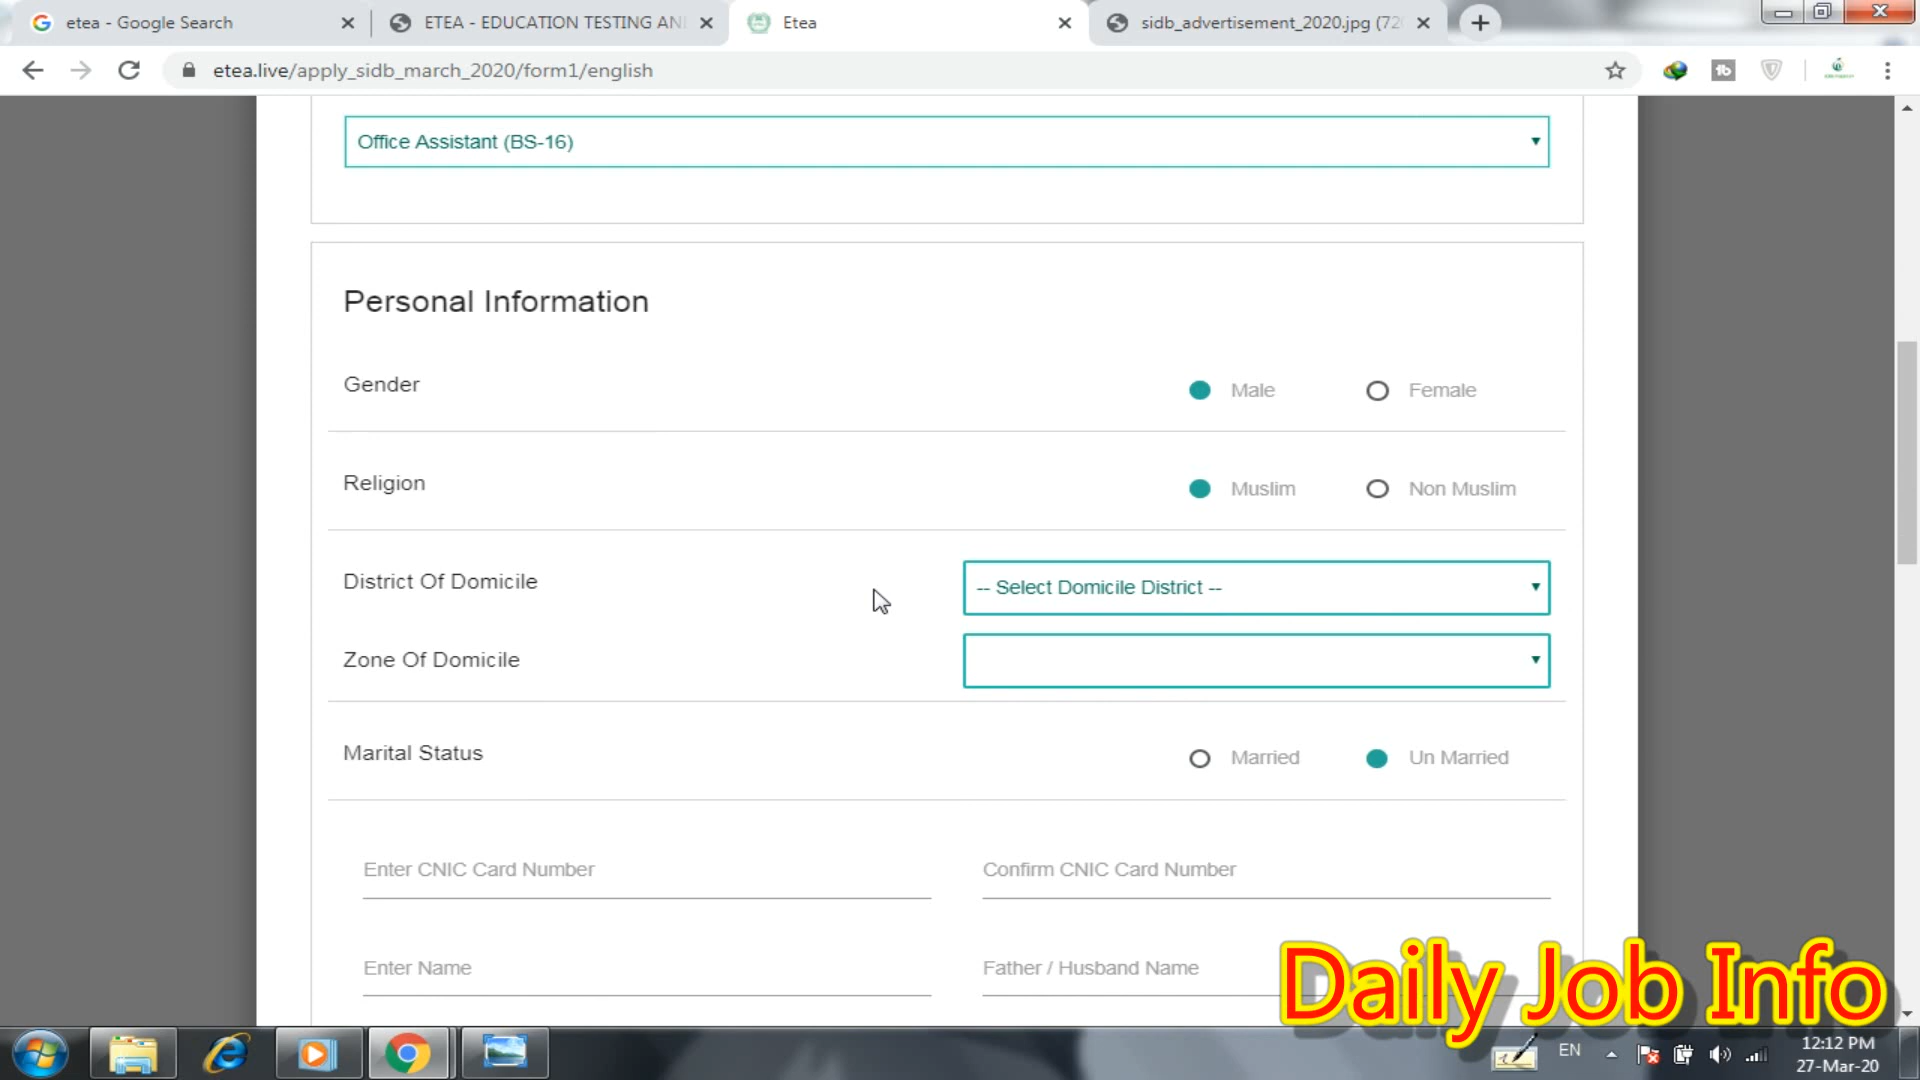 etea - Google Search
ETEA - EDUCATION TESTING AN
Etea
sidb_advertisement_2020.jpg (72
etea.live/apply_sidb_march_2020/form1/english
Office Assistant (BS-16)
Personal Information
Gender
Male
Female
Religion
Muslim
Non Muslim
District Of Domicile
-- Select Domicile District --
Zone Of Domicile
Marital Status
Married
Un Married
Enter CNIC Card Number
Confirm CNIC Card Number
Enter Name
Father / Husband Name
Daily Job Info
EN
12:12 PM
27-Mar-20